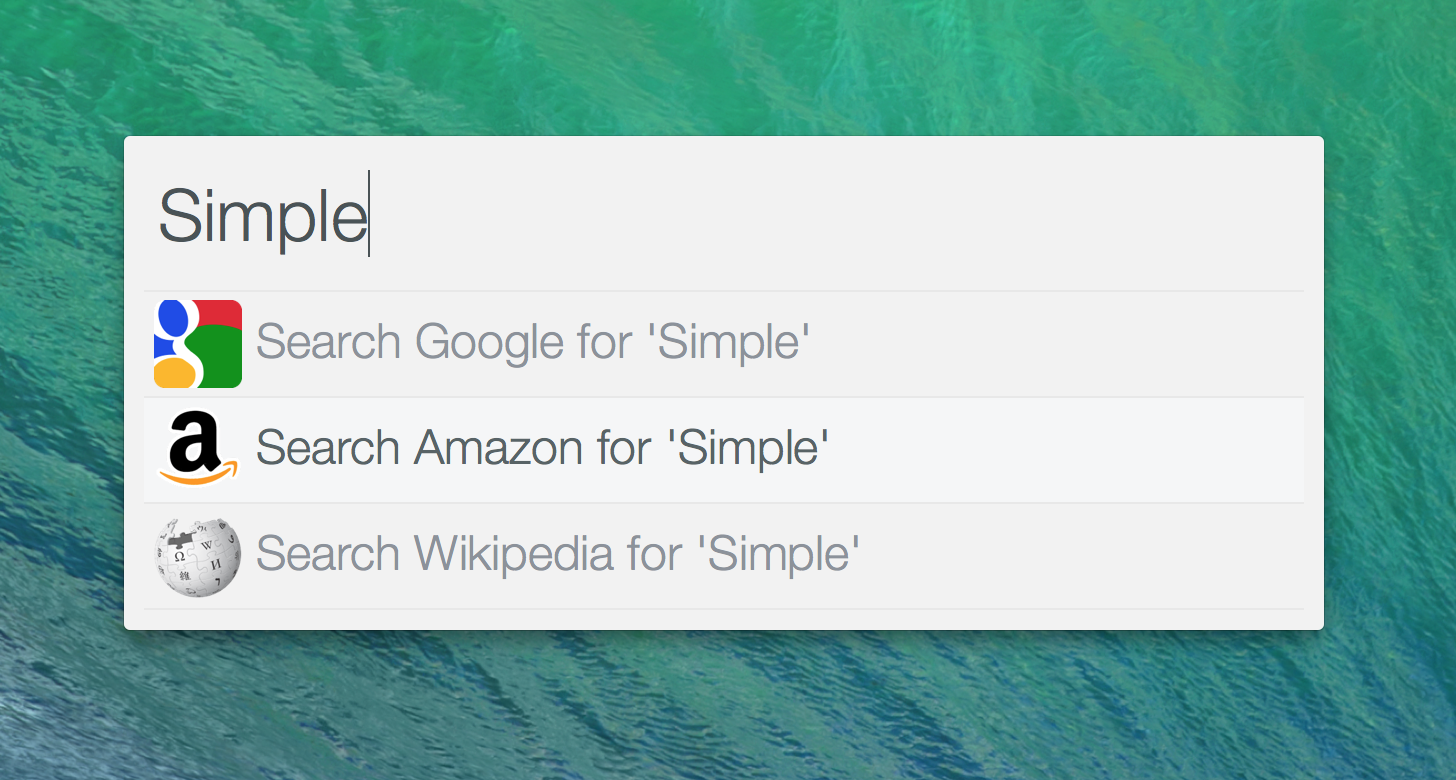 Simple
Search Google for 'Simple'
a
Search Amazon for 'Simple'
Ω W И
Search Wikipedia for 'Simple'